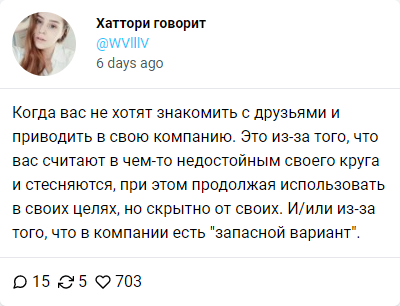 Хаттори говорит
@WVlllV
6 days ago
Когда вас не хотят знакомить с друзьями и
приводить в свою компанию. Это из-за того, что
вас считают в чем-то недостойным своего круга
и стесняются, при этом продолжая использовать
в своих целях, но скрытно от своих. И/или из-за
того, что в компании есть "запасной вариант".
15 5 703